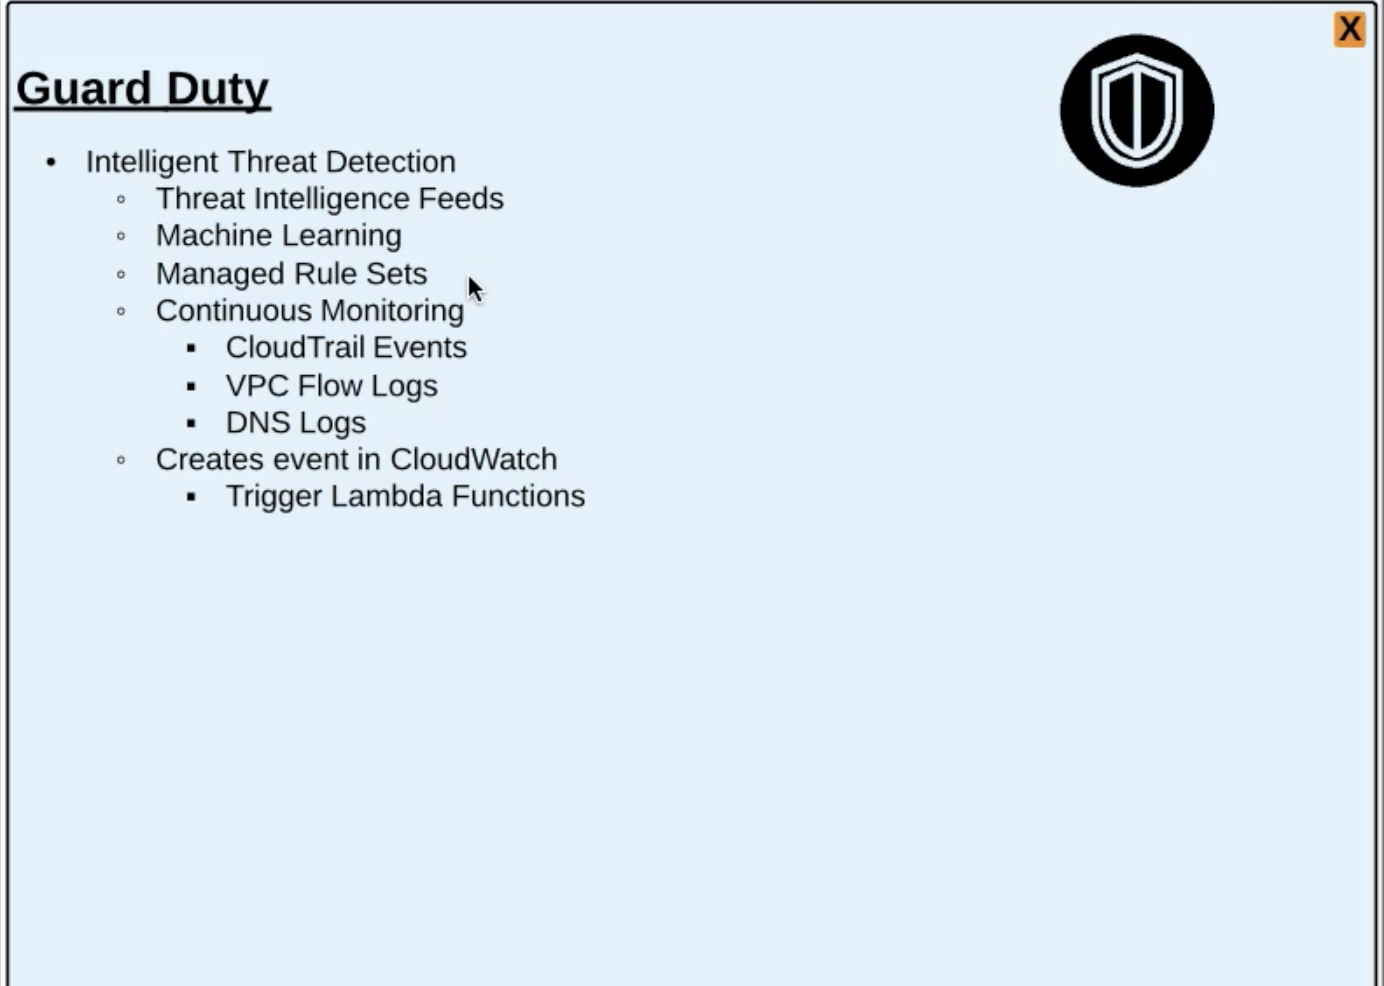 X
Guard Duty
• Intelligent Threat Detection
◦ Threat Intelligence Feeds
◦ Machine Learning
◦ Managed Rule Sets
◦ Continuous Monitoring
▪ CloudTrail Events
▪ VPC Flow Logs
▪ DNS Logs
◦ Creates event in CloudWatch
▪ Trigger Lambda Functions